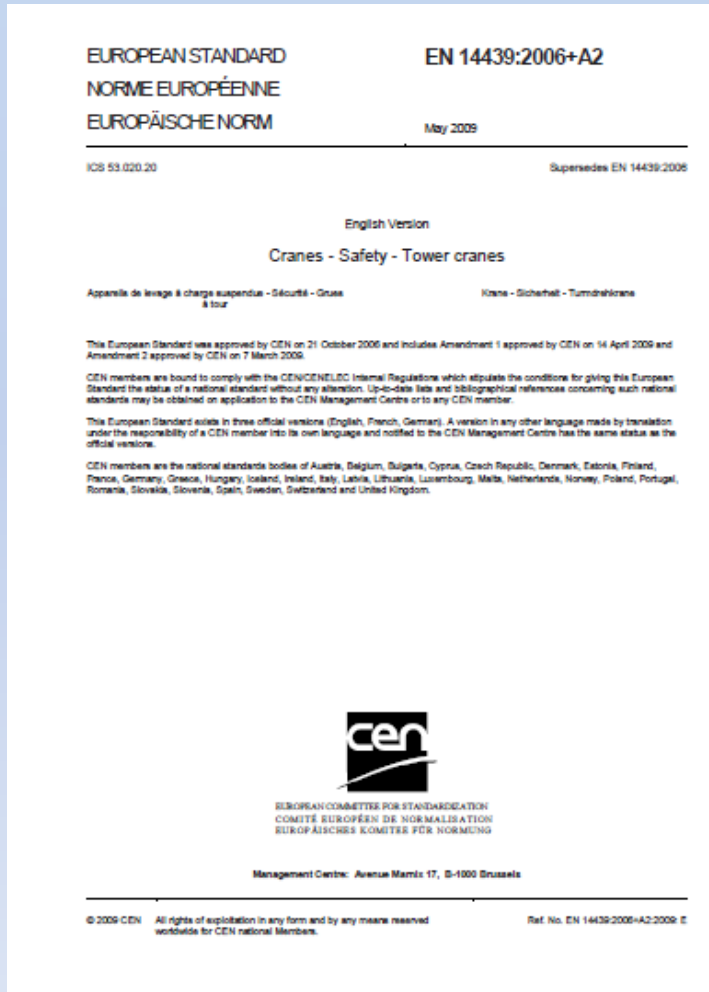 EUROPEAN STANDARD
NORME EUROPÉENNE
EUROPÄISCHE NORM
EN 14439:2006+A2
May 2009
ICS 53.020.20
Supersedes EN 14439:2006
English Version
Cranes - Safety - Tower cranes
Appareils de levage à charge suspendue - Sécurité - Grues
à tour
Krane - Sicherheit - Turmdrehkrane
This European Standard was approved by CEN on 21 October 2006 and includes Amendment 1 approved by CEN on 14 April 2009 and
Amendment 2 approved by CEN on 7 March 2009.
CEN members are bound to comply with the CEN/CENELEC Internal Regulations which stipulate the conditions for giving this European
Standard the status of a national standard without any alteration. Up-to-date lists and bibliographical references concerning such national
standards may be obtained on application to the CEN Management Centre or to any CEN member.
This European Standard exists in three official versions (English, French, German). A version in any other language made by translation
under the responsibility of a CEN member into its own language and notified to the CEN Management Centre has the same status as the
official versions.
CEN members are the national standards bodies of Austria, Belgium, Bulgaria, Cyprus, Czech Republic, Denmark, Estonia, Finland,
France, Germany, Greece, Hungary, Iceland, Ireland, Italy, Latvia, Lithuania, Luxembourg, Malta, Netherlands, Norway, Poland, Portugal,
Romania, Slovakia, Slovenia, Spain, Sweden, Switzerland and United Kingdom.
cen
EUROPEAN COMMITTEE FOR STANDARDIZATION
COMITÉ EUROPÉEN DE NORMALISATION
EUROPÄISCHES KOMITEE FÜR NORMUNG
Management Centre: Avenue Marnix 17, B-1000 Brussels
© 2009 CEN
All rights of exploitation in any form and by any means reserved
worldwide for CEN national Members.
Ref. No. EN 14439:2006+A2:2009: E